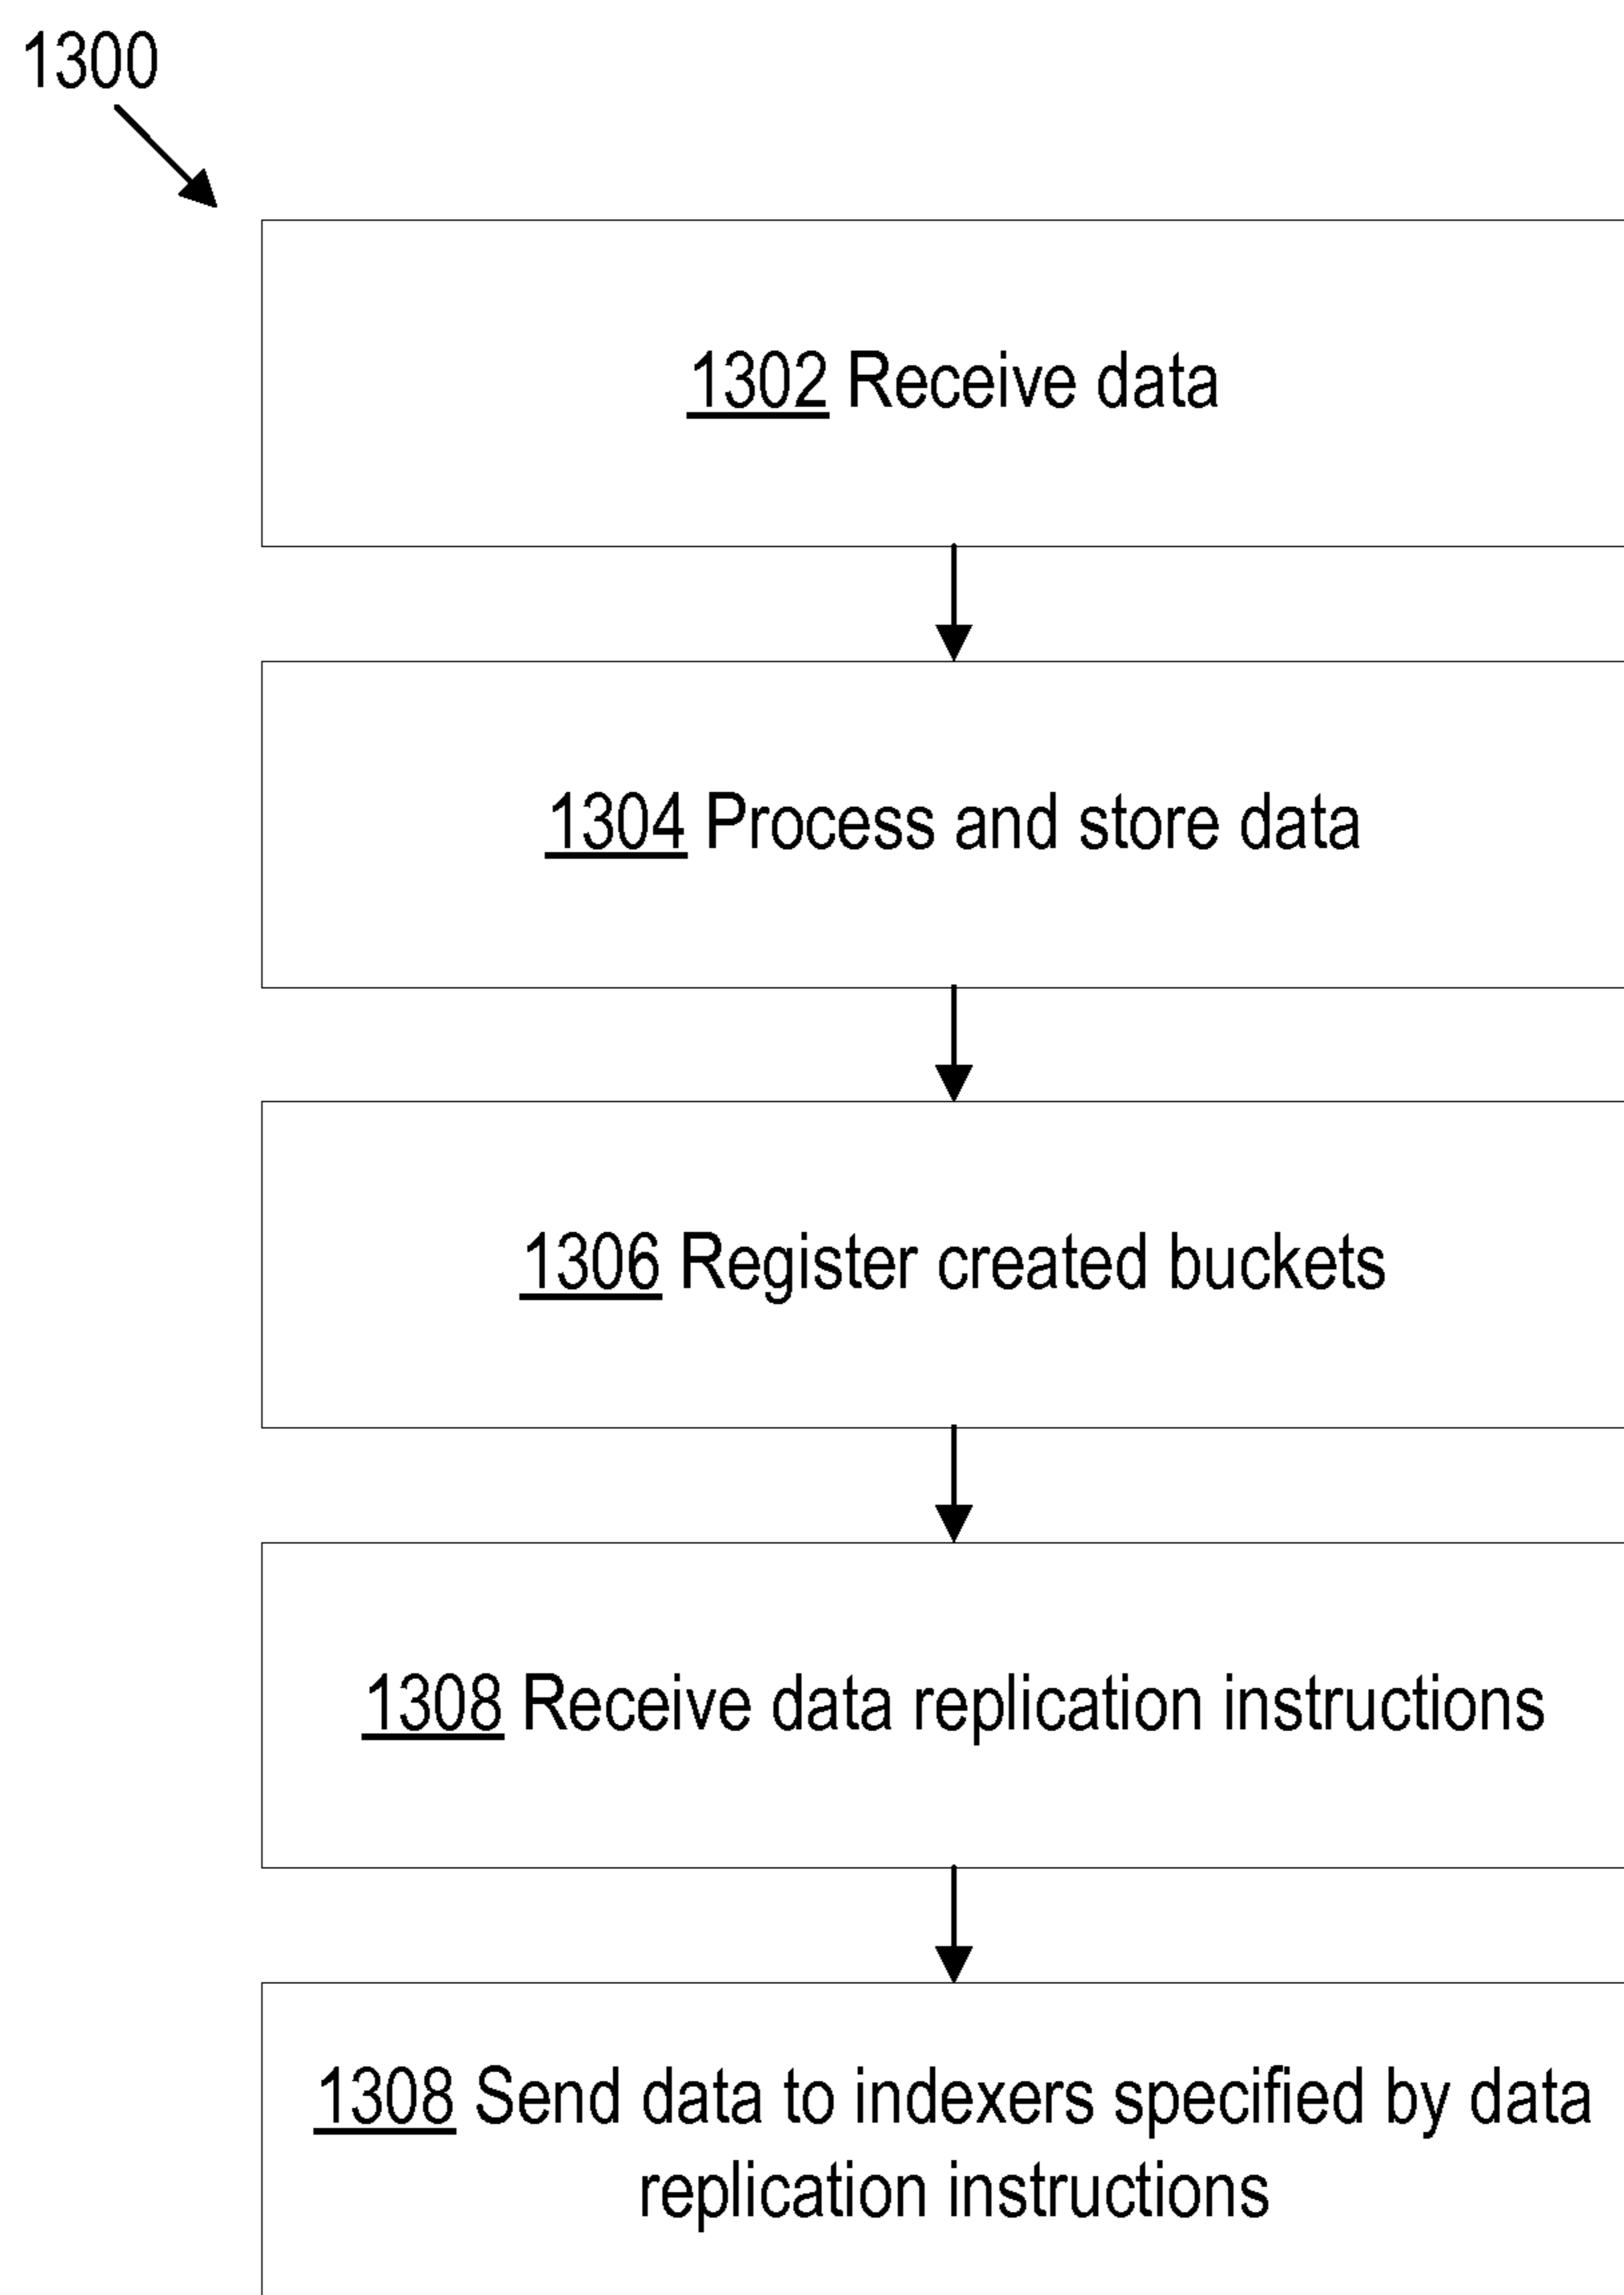 1300
1302 Receive data
1304 Process and store data
1306 Register created buckets
1308 Receive data replication instructions
1308 Send data to indexers specified by data
replication instructions